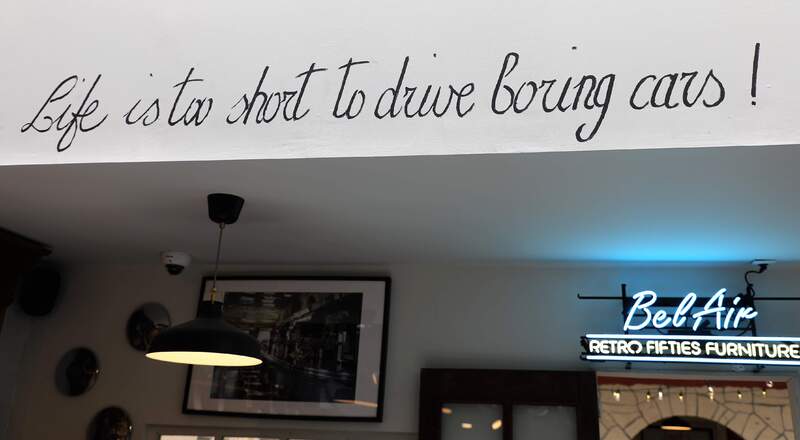 Life is too short to drive boring cars !
Bel Air
RETRO FIFTIES FURNITURE